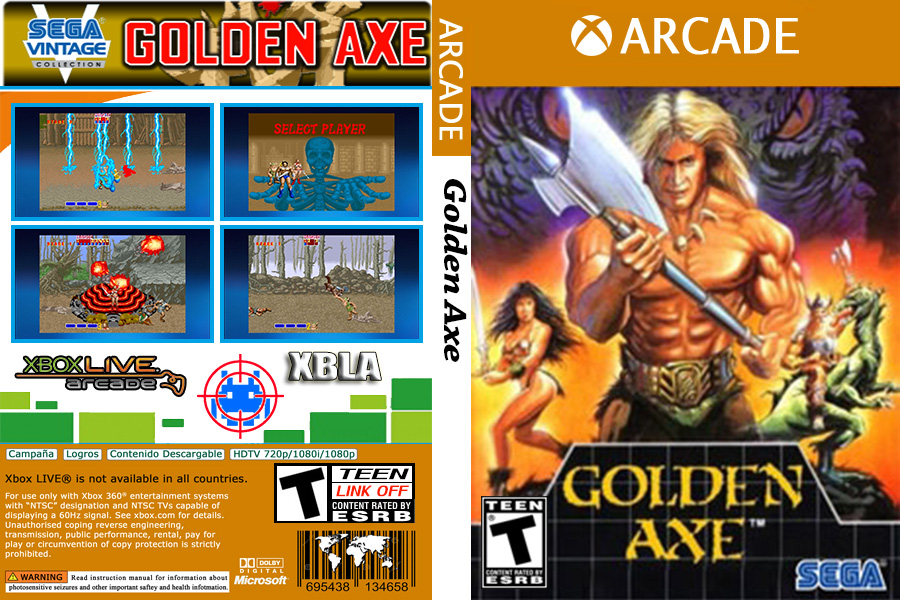 SEGA
VINTAGE
COLLECTION
GOLDEN AXE
SELECT PLAYER
XBOX LIVE
arcade
XBLA
Campaña
Logros
Contenido Descargable
HDTV 720p/1080i/1080p
Xbox LIVE® is not available in all countries.
For use only with Xbox 360® entertainment systems
with "NTSC" designation and NTSC TVs capable of
displaying a 60Hz signal. See xbox.com for details.
Unauthorised coping reverse engineering,
transmission, public performance, rental, pay for
play or circumvention of copy protection is strictly
prohibited.
WARNING Read instruction manual for information about
photosensitive seizures and other important saftey and health infotmation.
T
TEEN
LINK OFF
CONTENT RATED BY
ESRB
DOLBY
DIGITAL
Microsoft
695438 134658
ARCADE
Golden Axe
ARCADE
GOLDEN
AXE™
TEEN
T
CONTENT RATED BY
ESRB
SEGA